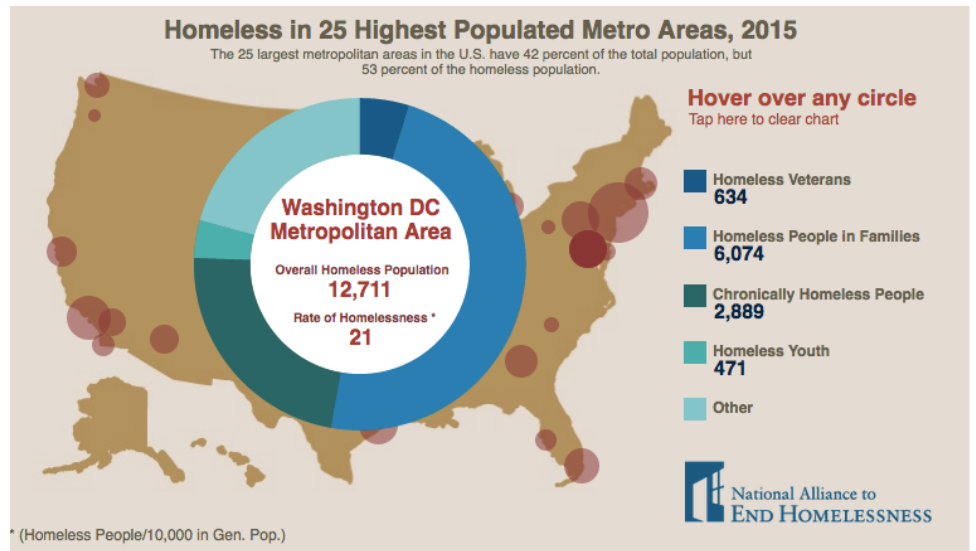 Homeless in 25 Highest Populated Metro Areas, 2015
The 25 largest metropolitan areas in the U.S. have 42 percent of the total population, but
53 percent of the homeless population.
Hover over any circle
Tap here to clear chart
Washington DC
Metropolitan Area
Overall Homeless Population
12,711
Rate of Homelessness *
21
Homeless Veterans
634
Homeless People in Families
6,074
Chronically Homeless People
2,889
Homeless Youth
471
Other
National Alliance to
END HOMELESSNESS
* (Homeless People/10,000 in Gen. Pop.)